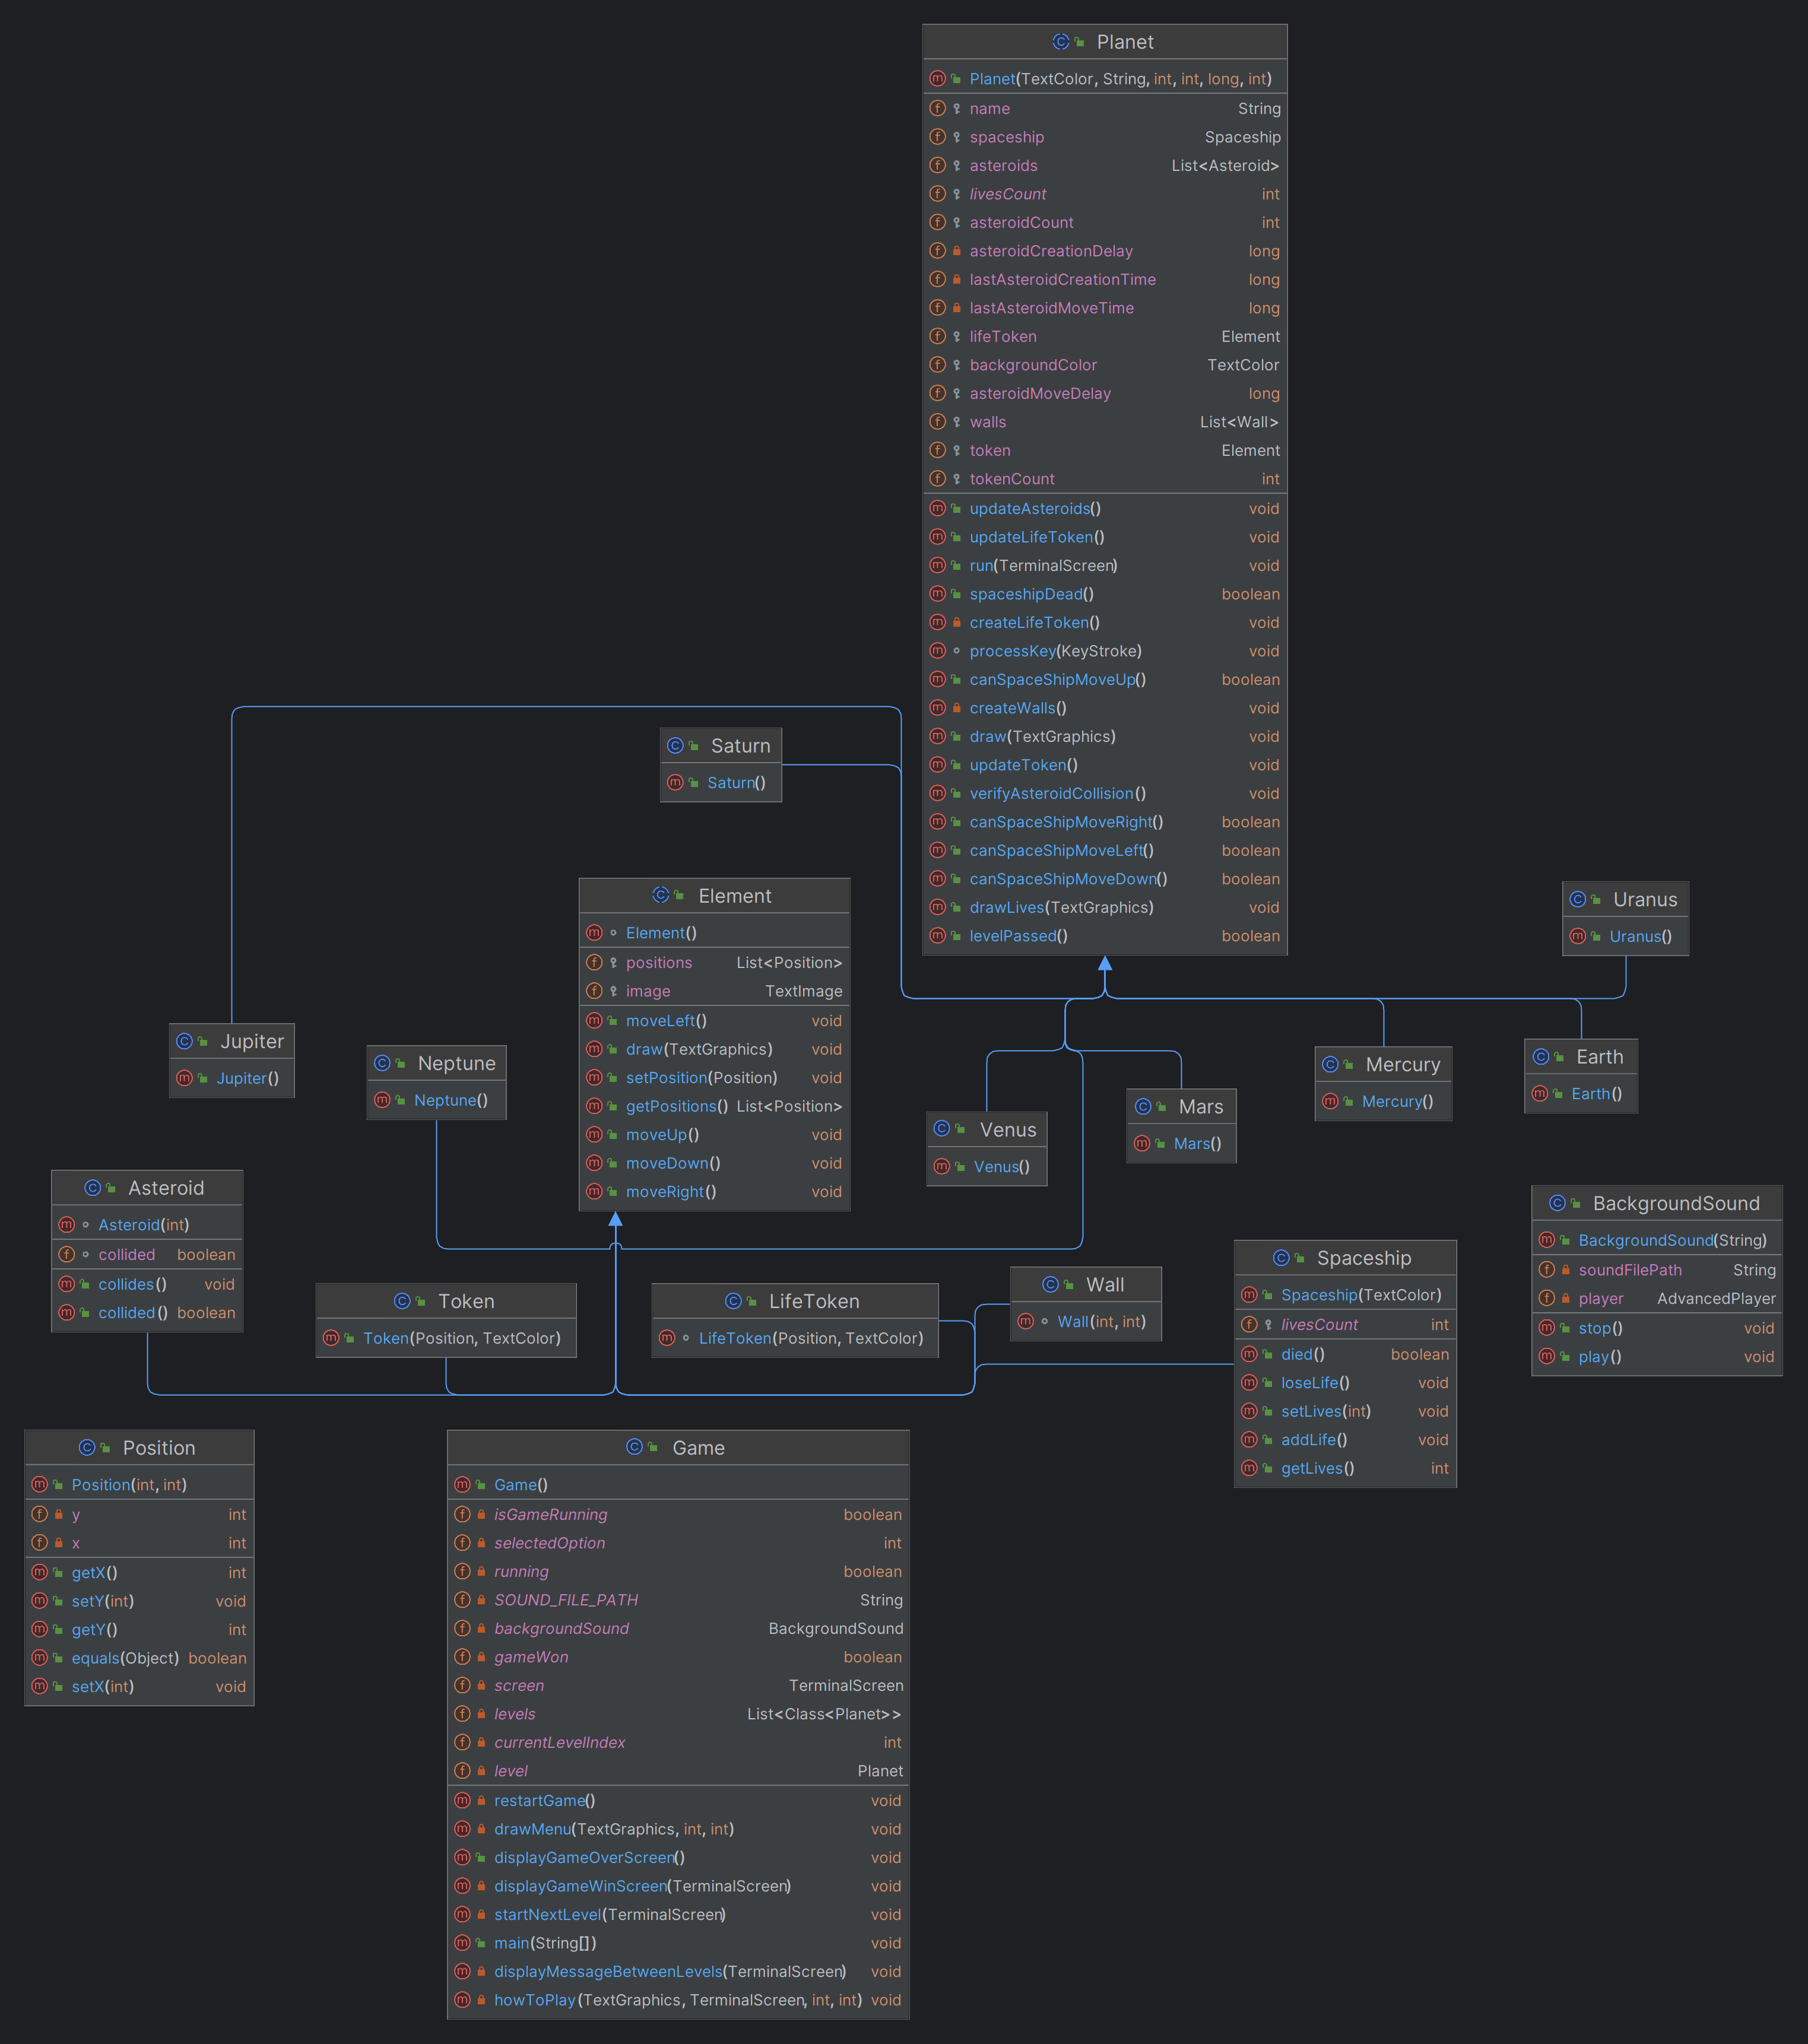 Planet
Planet(TextColor, String, int, int, long, int)
name String
spaceship Spaceship
asteroids List<Asteroid>
livesCount int
asteroidCount int
asteroidCreationDelay long
lastAsteroidCreationTime long
lastAsteroidMoveTime long
lifeToken Element
backgroundColor TextColor
asteroidMoveDelay long
walls List<Wall>
token Element
tokenCount int
updateAsteroids() void
updateLifeToken() void
run(TerminalScreen) void
spaceshipDead() boolean
createLifeToken() void
processKey(KeyStroke) void
canSpaceShipMoveUp() boolean
createWalls() void
draw(TextGraphics) void
updateToken() void
verifyAsteroidCollision() void
canSpaceShipMoveRight() boolean
canSpaceShipMoveLeft() boolean
canSpaceShipMoveDown() boolean
drawLives(TextGraphics) void
levelPassed() boolean
Saturn
Saturn()
Element
Element()
positions List<Position>
image TextImage
moveLeft() void
draw(TextGraphics) void
setPosition(Position) void
getPositions() List<Position>
moveUp() void
moveDown() void
moveRight() void
Uranus
Uranus()
Jupiter
Jupiter()
Neptune
Neptune()
Venus
Venus()
Mars
Mars()
Mercury
Mercury()
Earth
Earth()
Asteroid
Asteroid(int)
collided boolean
collides() void
collided() boolean
Token
Token(Position, TextColor)
LifeToken
LifeToken(Position, TextColor)
Wall
Wall(int, int)
Spaceship
Spaceship(TextColor)
livesCount int
died() boolean
loseLife() void
setLives(int) void
addLife() void
getLives() int
BackgroundSound
BackgroundSound(String)
soundFilePath String
player AdvancedPlayer
stop() void
play() void
Position
Position(int, int)
y int
x int
getX() int
setY(int) void
getY() int
equals(Object) boolean
setX(int) void
Game
Game()
isGameRunning boolean
selectedOption int
running boolean
SOUND_FILE_PATH String
backgroundSound BackgroundSound
gameWon boolean
screen TerminalScreen
levels List<Class<Planet>>
currentLevelIndex int
level Planet
restartGame() void
drawMenu(TextGraphics, int, int) void
displayGameOverScreen() void
displayGameWinScreen(TerminalScreen) void
startNextLevel(TerminalScreen) void
main(String[]) void
displayMessageBetweenLevels(TerminalScreen) void
howToPlay(TextGraphics, TerminalScreen, int, int) void